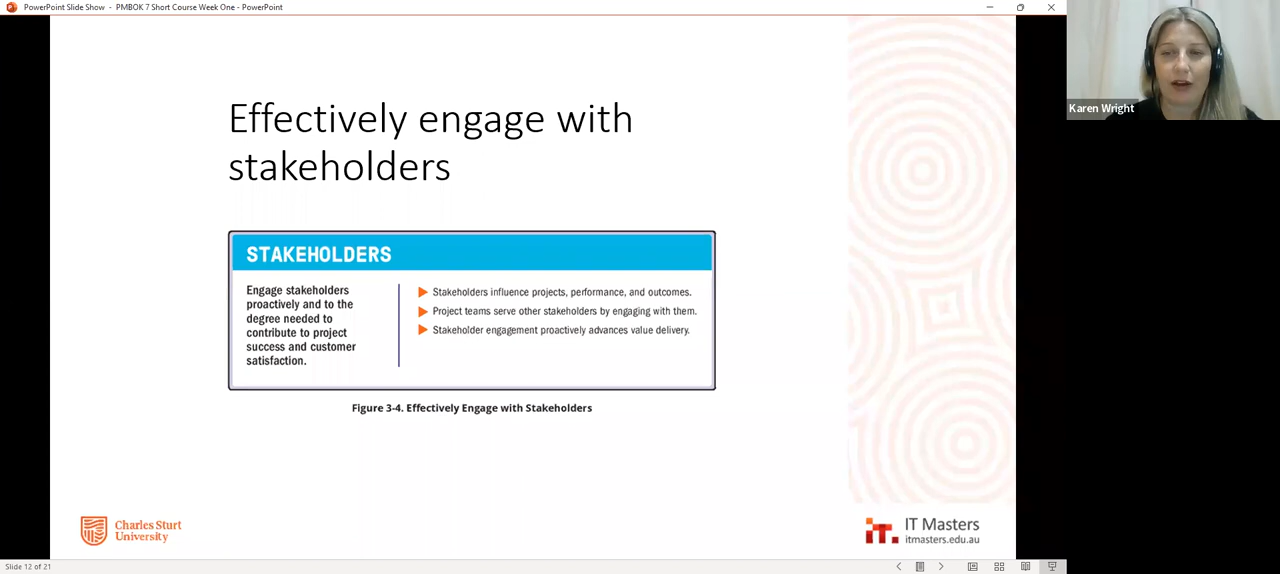 PowerPoint Slide Show - PMBOK 7 Short Course Week One - PowerPoint
Karen Wright
Effectively engage with
stakeholders
STAKEHOLDERS
Engage stakeholders
proactively and to the
degree needed to
contribute to project
success and customer
satisfaction.
Stakeholders influence projects, performance, and outcomes.
Project teams serve other stakeholders by engaging with them.
Stakeholder engagement proactively advances value delivery.
Figure 3-4. Effectively Engage with Stakeholders
Charles Sturt
University
it.
IT Masters
itmasters.edu.au
Slide 12 of 21